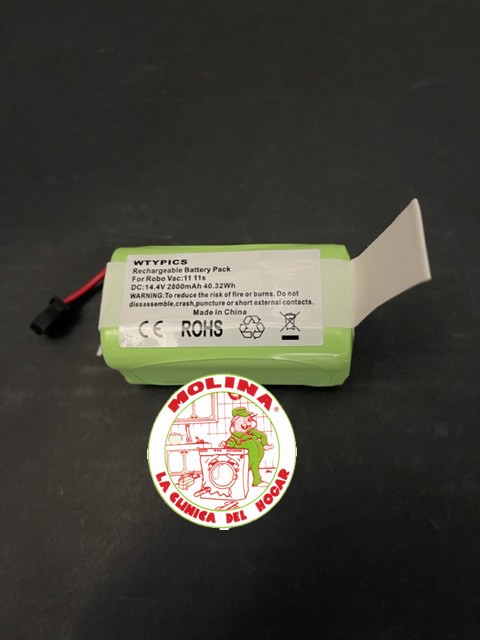 WTYPICS
Rechargeable Battery Pack
For Robo Vac:11 11s
DC:14.4V 2800mAh 40.32Wh
WARNING:To reduce the risk of fire or burns. Do not
dissassemble,crash,puncture or short external contacts.
Made in China
CE ROHS
MOLINA®
LA CLINICA DEL HOGAR